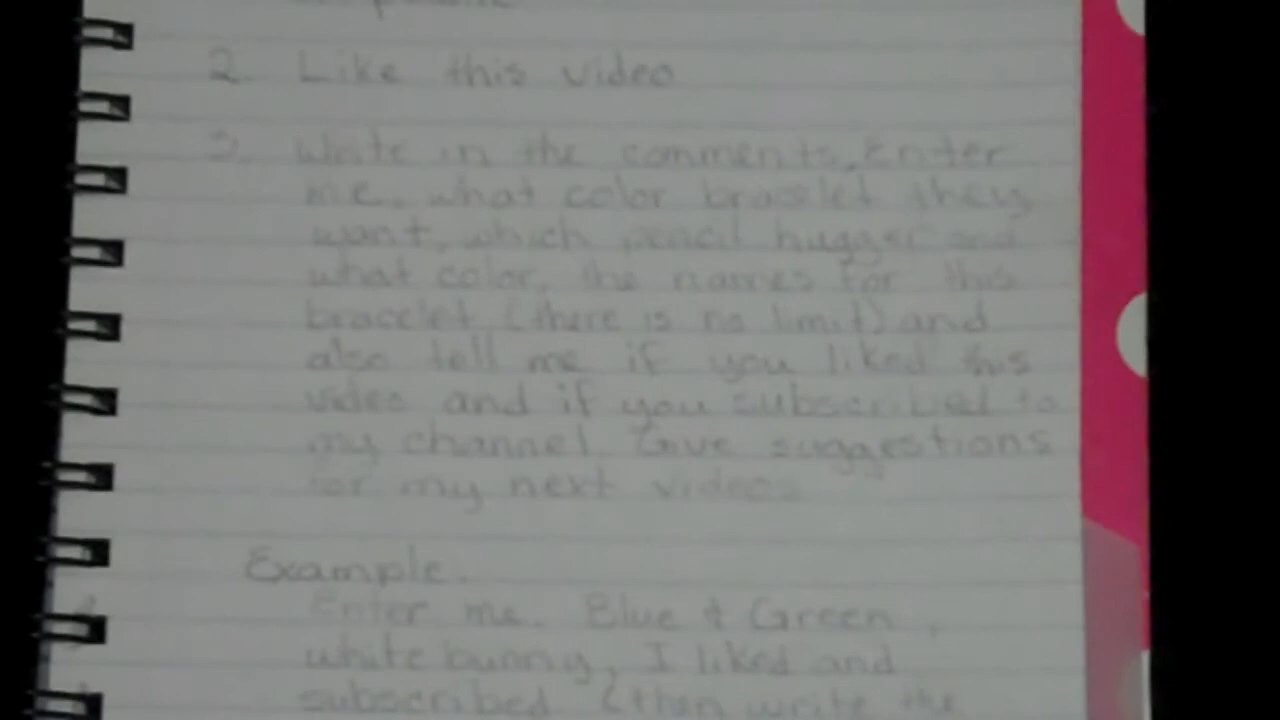 2. Like this video
3. Write in the comments, Enter
me, what color bracelet they
want, which pencil hugger and
what color, the names for this
bracelet (there is no limit) and
also tell me if you liked this
video and if you subscribed to
my channel. Give suggestions
for my next videos
Example.
Enter me. Blue & Green,
white bunny, I liked and
subscribed (then write the